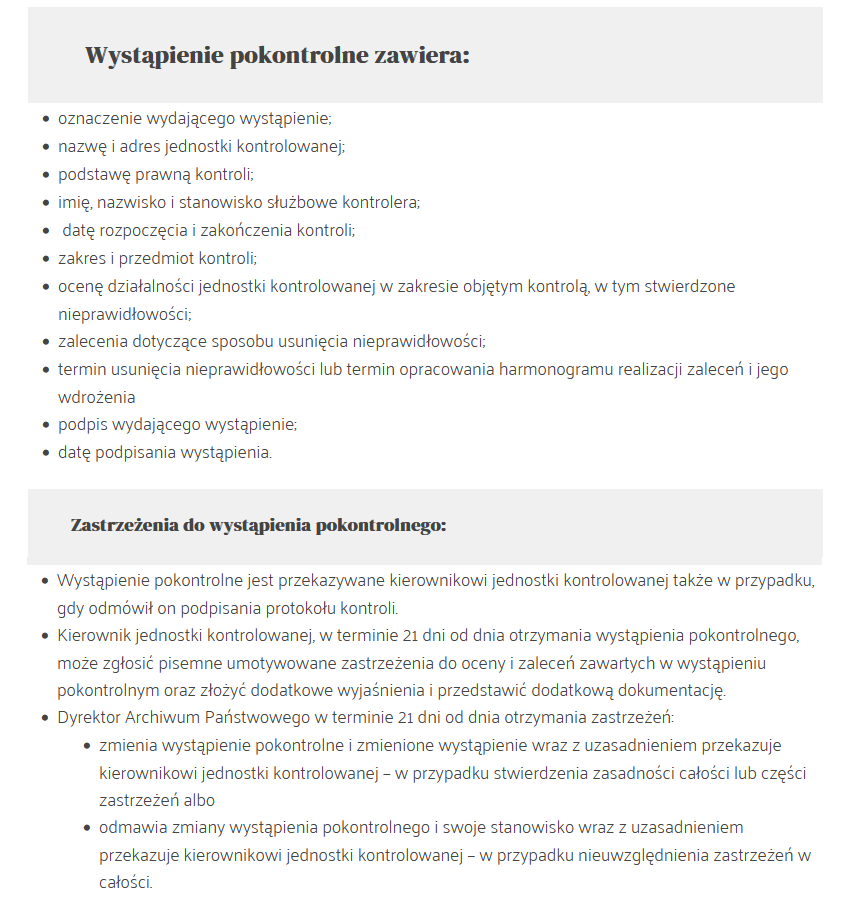 Wystąpienie pokontrolne zawiera:
• oznaczenie wydającego wystąpienie;
• nazwę i adres jednostki kontrolowanej;
• podstawę prawną kontroli;
• imię, nazwisko i stanowisko służbowe kontrolera;
• datę rozpoczęcia i zakończenia kontroli;
• zakres i przedmiot kontroli;
• ocenę działalności jednostki kontrolowanej w zakresie objętym kontrolą, w tym stwierdzone
nieprawidłowości;
• zalecenia dotyczące sposobu usunięcia nieprawidłowości;
• termin usunięcia nieprawidłowości lub termin opracowania harmonogramu realizacji zaleceń i jego
wdrożenia
• podpis wydającego wystąpienie;
• datę podpisania wystąpienia.
Zastrzeżenia do wystąpienia pokontrolnego:
• Wystąpienie pokontrolne jest przekazywane kierownikowi jednostki kontrolowanej także w przypadku,
gdy odmówił on podpisania protokołu kontroli.
• Kierownik jednostki kontrolowanej, w terminie 21 dni od dnia otrzymania wystąpienia pokontrolnego,
może zgłosić pisemne umotywowane zastrzeżenia do oceny i zaleceń zawartych w wystąpieniu
pokontrolnym oraz złożyć dodatkowe wyjaśnienia i przedstawić dodatkową dokumentację.
• Dyrektor Archiwum Państwowego w terminie 21 dni od dnia otrzymania zastrzeżeń:
• zmienia wystąpienie pokontrolne i zmienione wystąpienie wraz z uzasadnieniem przekazuje
kierownikowi jednostki kontrolowanej – w przypadku stwierdzenia zasadności całości lub części
zastrzeżeń albo
• odmawia zmiany wystąpienia pokontrolnego i swoje stanowisko wraz z uzasadnieniem
przekazuje kierownikowi jednostki kontrolowanej – w przypadku nieuwzględnienia zastrzeżeń w
całości.